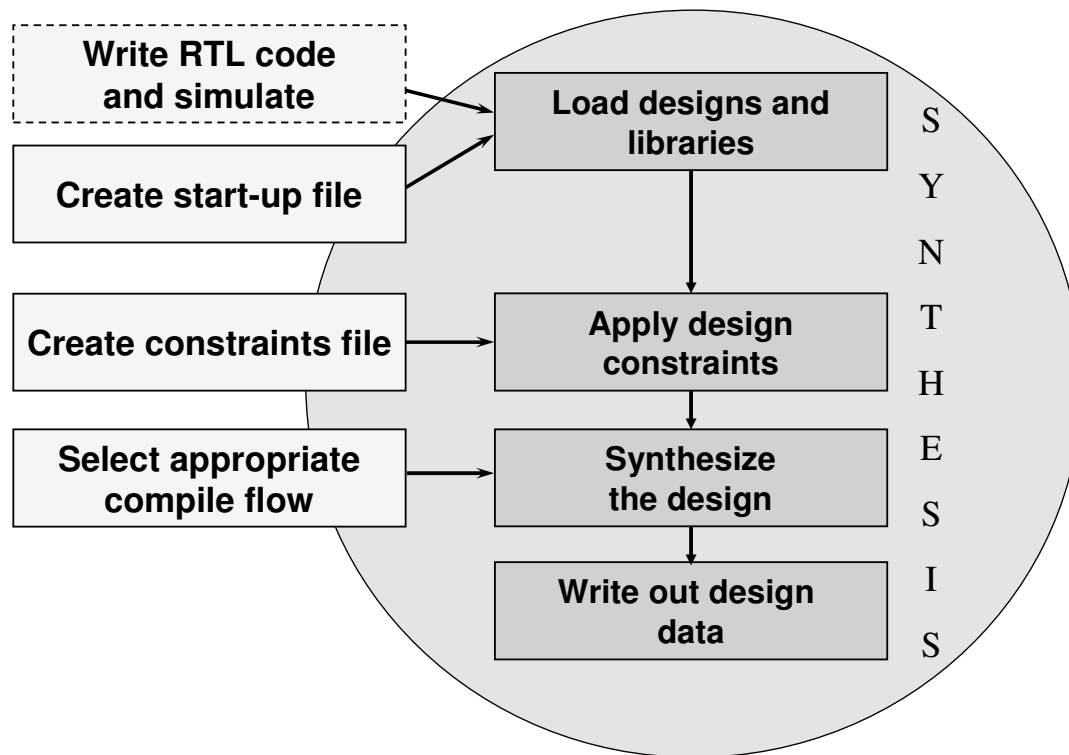 Write RTL code
and simulate
Create start-up file
Create constraints file
Select appropriate
compile flow
Load designs and
libraries
Apply design
constraints
Synthesize
the design
Write out design
data
S
Y
N
T
H
E
S
I
S